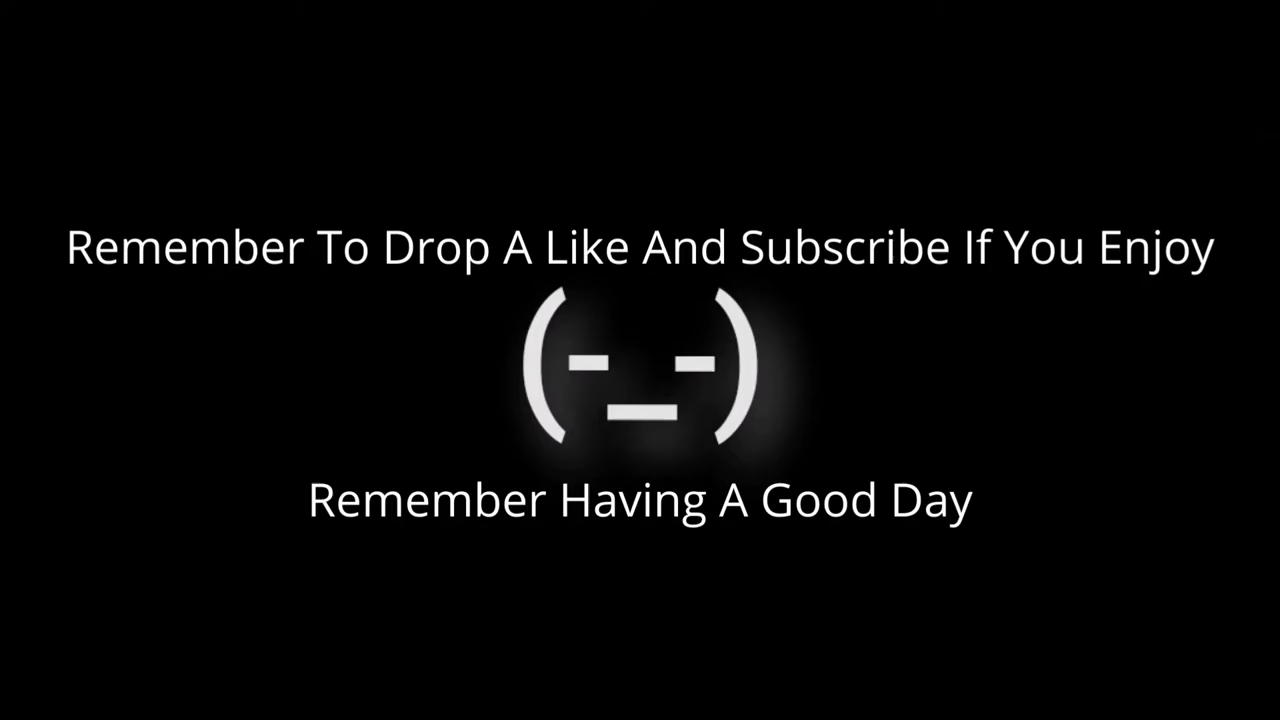 Remember To Drop A Like And Subscribe If You Enjoy
(-_-)
Remember Having A Good Day